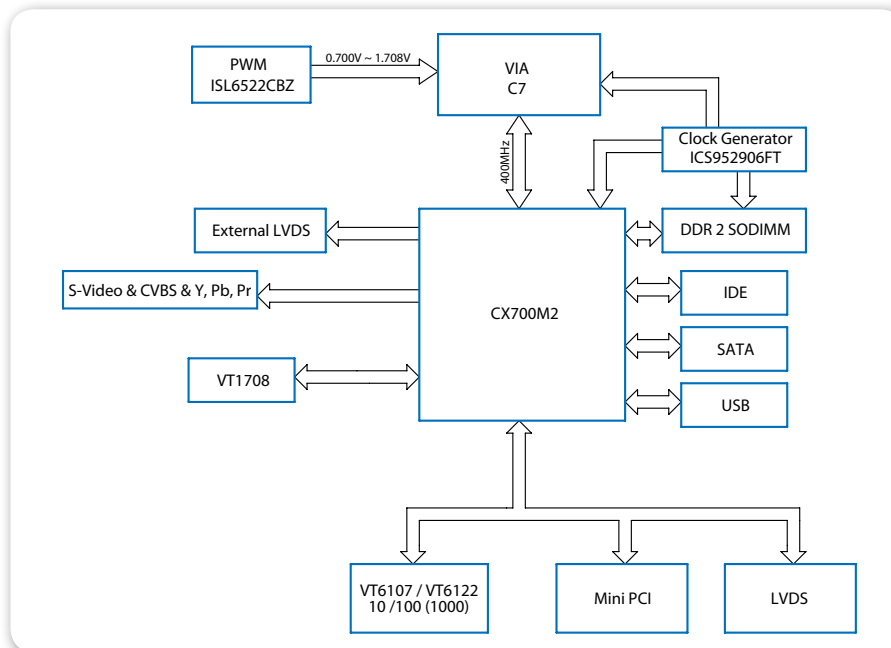 PWM
ISL6522CBZ
0.700V ~ 1.708V
VIA
C7
400MHz
Clock Generator
ICS952906FT
External LVDS
DDR 2 SODIMM
S-Video & CVBS & Y, Pb, Pr
IDE
CX700M2
SATA
VT1708
USB
VT6107 / VT6122
10 /100 (1000)
Mini PCI
LVDS